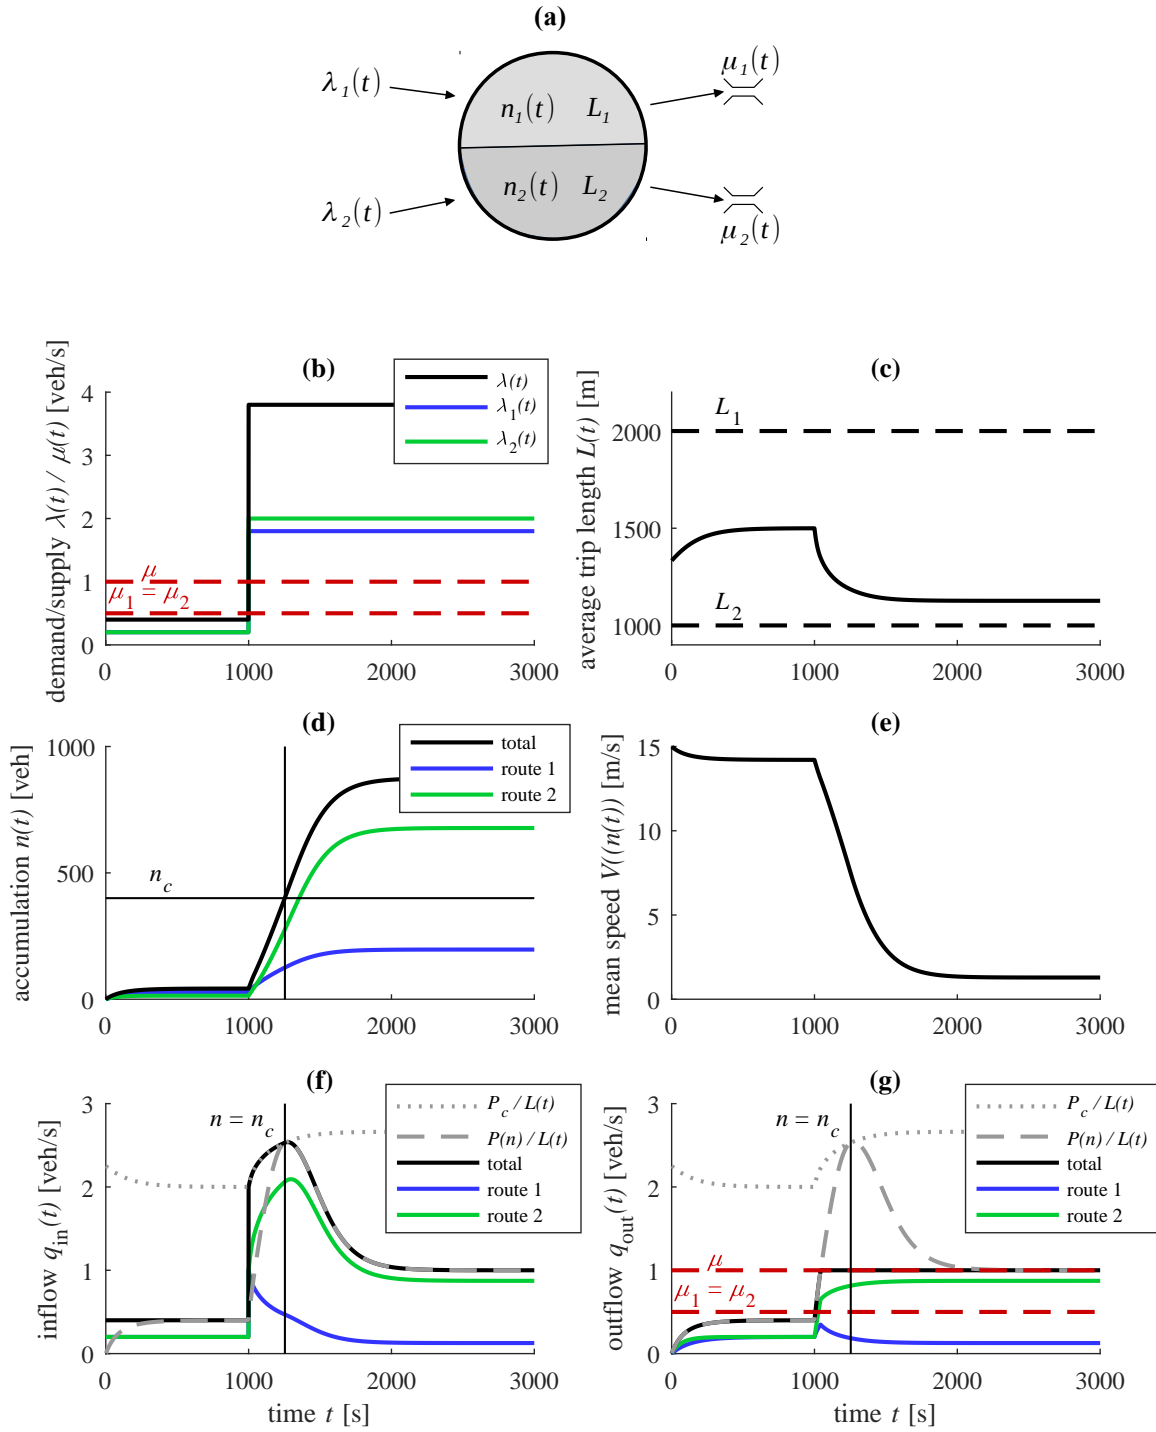 (a)
λ1(t)
n1(t) L1
μ1(t)
λ2(t)
n2(t) L2
μ2(t)
(b)
demand/supply λ(t) / μ(t) [veh/s]
4
3
2
1
0
λ(t)
λ1(t)
λ2(t)
μ
μ1 = μ2
0 1000 2000 3000
(c)
average trip length L(t) [m]
2000
1500
1000
L1
L2
0 1000 2000 3000
(d)
accumulation n(t) [veh]
1000
500
0
total
route 1
route 2
nc
0 1000 2000 3000
(e)
mean speed V((n(t)) [m/s]
15
10
5
0
0 1000 2000 3000
(f)
inflow qin(t) [veh/s]
3
2
1
0
n = nc
Pc / L(t)
P(n) / L(t)
total
route 1
route 2
0 1000 2000 3000
time t [s]
(g)
outflow qout(t) [veh/s]
3
2
1
0
n = nc
Pc / L(t)
P(n) / L(t)
total
route 1
route 2
μ
μ1 = μ2
0 1000 2000 3000
time t [s]